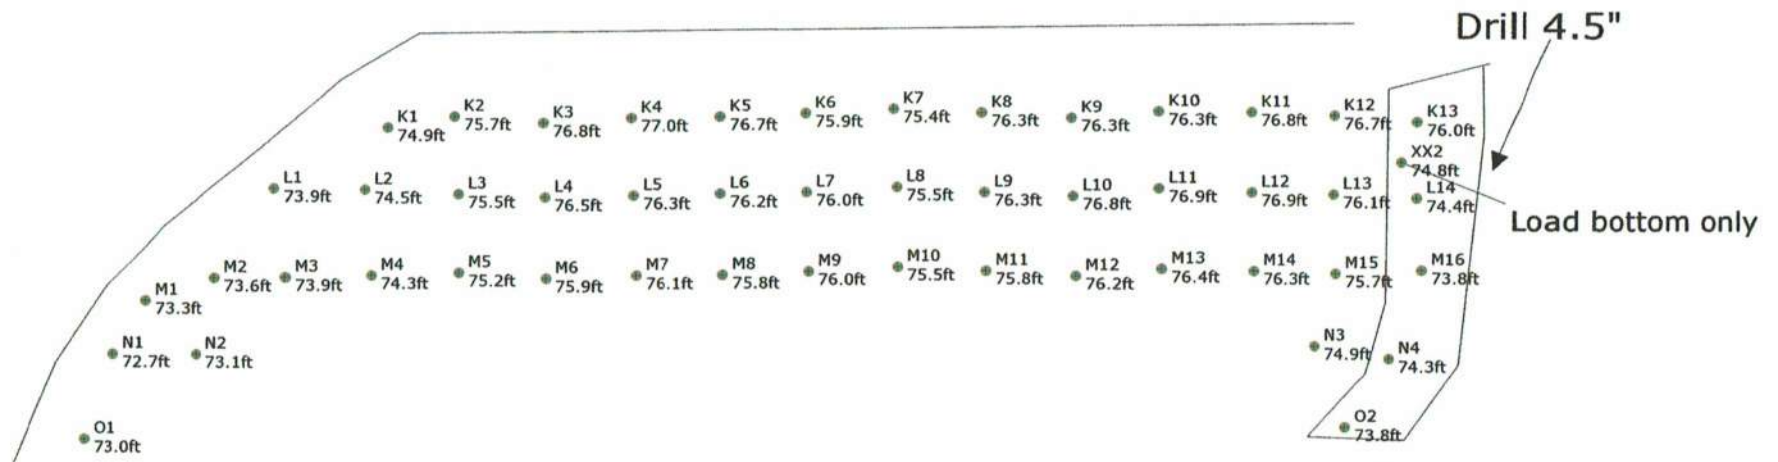 Drill 4.5"
K1
74.9ft
K2
75.7ft
K3
76.8ft
K4
77.0ft
K5
76.7ft
K6
75.9ft
K7
75.4ft
K8
76.3ft
K9
76.3ft
K10
76.3ft
K11
76.8ft
K12
76.7ft
K13
76.0ft
XX2
74.8ft
L1
73.9ft
L2
74.5ft
L3
75.5ft
L4
76.5ft
L5
76.3ft
L6
76.2ft
L7
76.0ft
L8
75.5ft
L9
76.3ft
L10
76.8ft
L11
76.9ft
L12
76.9ft
L13
76.1ft
L14
74.4ft
Load bottom only
M1
73.3ft
M2
73.6ft
M3
73.9ft
M4
74.3ft
M5
75.2ft
M6
75.9ft
M7
76.1ft
M8
75.8ft
M9
76.0ft
M10
75.5ft
M11
75.8ft
M12
76.2ft
M13
76.4ft
M14
76.3ft
M15
75.7ft
M16
73.8ft
N1
72.7ft
N2
73.1ft
N3
74.9ft
N4
74.3ft
O1
73.0ft
O2
73.8ft